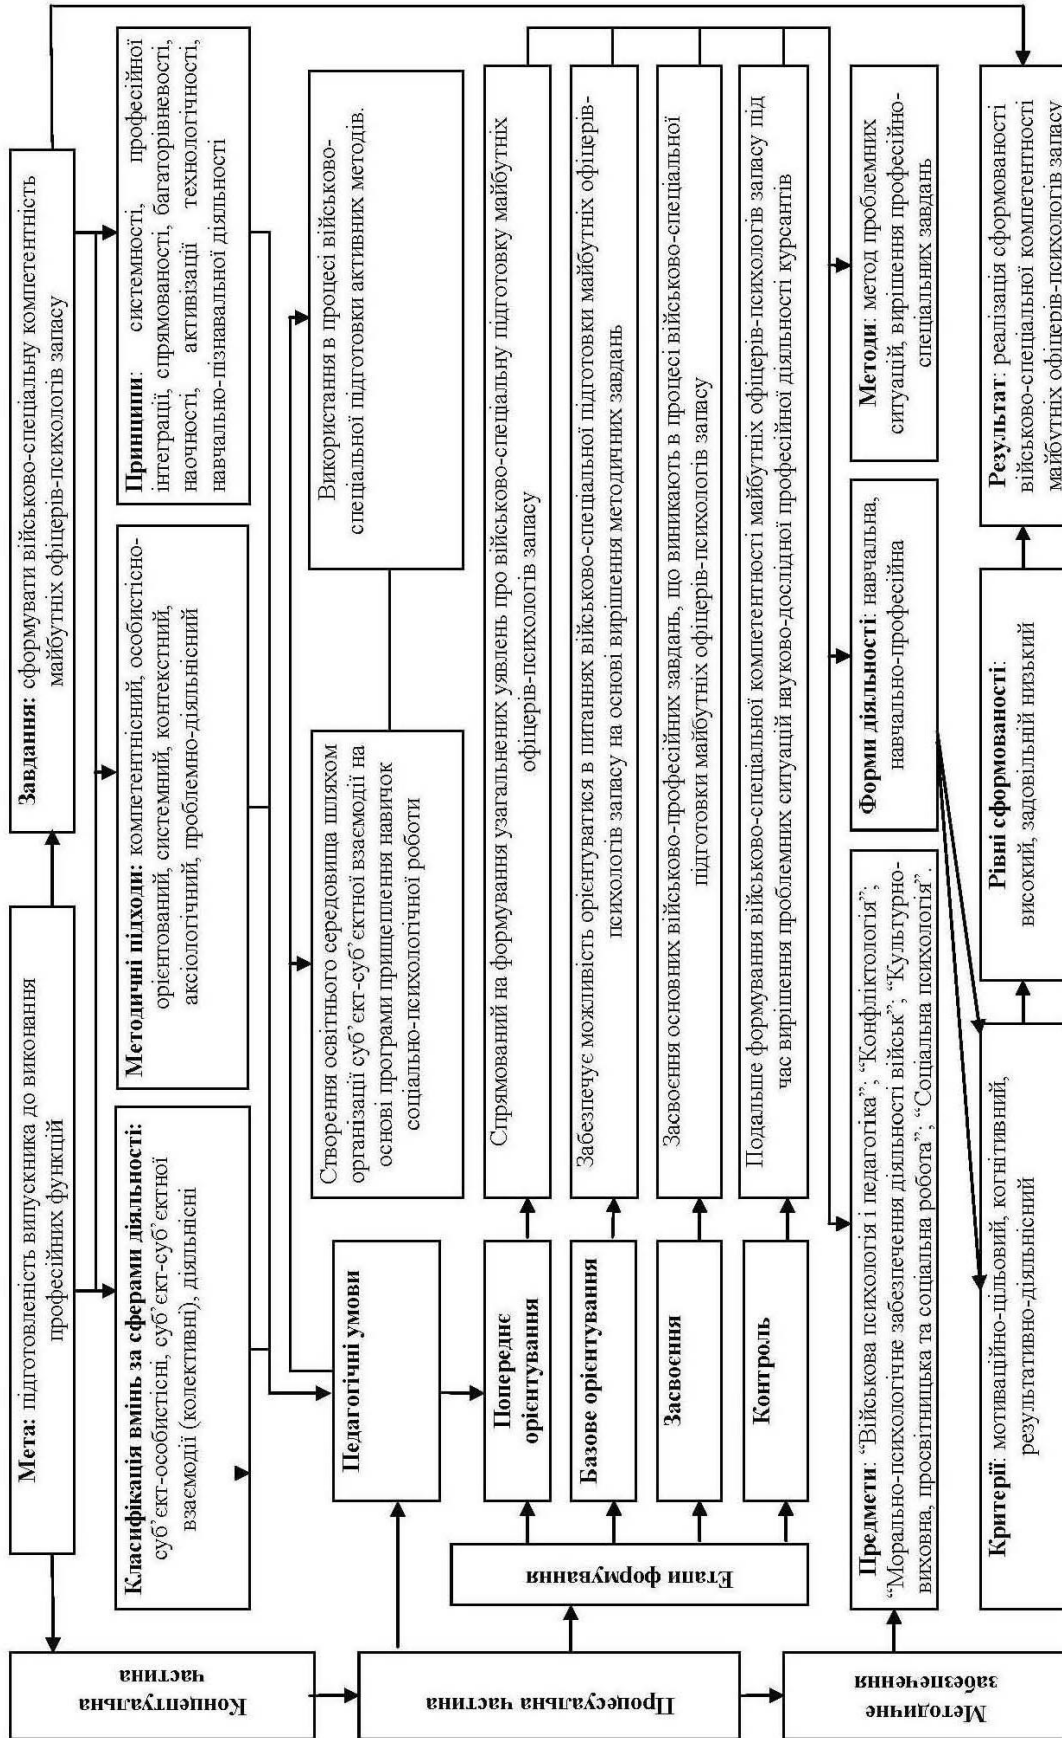 Мета: підготовленість випускника до виконання
професійних функцій
Завдання: сформувати військово-спеціальну компетентність
майбутніх офіцерів-психологів запасу
Концептуальна
частина
Класифікація вмінь за сферами діяльності:
суб’єкт-особистісні, суб’єкт-суб’єктної
взаємодії (колективні), діяльнісні
Методичні підходи: компетентнісний, особистісно-
орієнтований, системний, контекстний,
аксіологічний, проблемно-діяльнісний
Принципи: системності, професійної
інтеграції, спрямованості, багаторівневості,
наочності, активізації технологічності,
навчально-пізнавальної діяльності
Процесуальна частина
Педагогічні умови
Створення освітнього середовища шляхом
організації суб’єкт-суб’єктної взаємодії на
основі програми прищеплення навичок
соціально-психологічної роботи
Використання в процесі військово-
спеціальної підготовки активних методів.
Етапи формування
Попереднє
орієнтування
Спрямований на формування узагальнених уявлень про військово-спеціальну підготовку майбутніх
офіцерів-психологів запасу
Базове орієнтування
Забезпечує можливість орієнтуватися в питаннях військово-спеціальної підготовки майбутніх офіцерів-
психологів запасу на основі вирішення методичних завдань
Засвоєння
Засвоєння основних військово-професійних завдань, що виникають в процесі військово-спеціальної
підготовки майбутніх офіцерів-психологів запасу
Контроль
Подальше формування військово-спеціальної компетентності майбутніх офіцерів-психологів запасу під
час вирішення проблемних ситуацій науково-дослідної професійної діяльності курсантів
Методичне
забезпечення
Предмети: “Військова психологія і педагогіка”; “Конфліктологія”;
“Морально-психологічне забезпечення діяльності військ”; “Культурно-
виховна, просвітницька та соціальна робота”; “Соціальна психологія”.
Форми діяльності: навчальна,
навчально-професійна
Методи: метод проблемних
ситуацій, вирішення професійно-
спеціальних завдань
Критерії: мотиваційно-цільовий, когнітивний,
результативно-діяльнісний
Рівні сформованості:
високий, задовільний низький
Результат: реалізація сформованості
військово-спеціальної компетентності
майбутніх офіцерів-психологів запасу